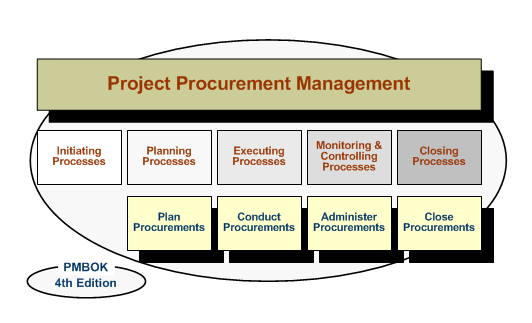 Project Procurement Management
Initiating
Processes
Planning
Processes
Executing
Processes
Monitoring &
Controlling
Processes
Closing
Processes
Plan
Procurements
Conduct
Procurements
Administer
Procurements
Close
Procurements
PMBOK
4th Edition